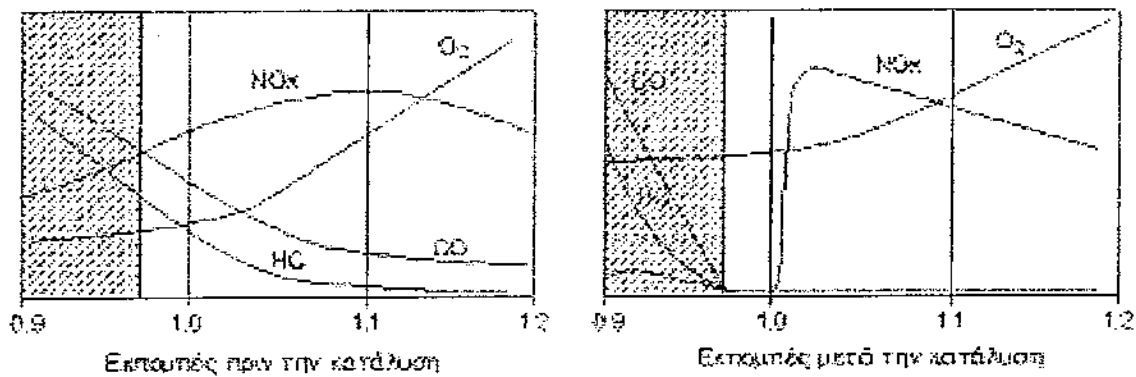 O₂
NOx
CO
HC
0,9 1,0 1,1 1,2
Εκπομπές πριν την κατάλυση
O₂
NOx
CO
0,9 1,0 1,1 1,2
Εκπομπές μετά την κατάλυση